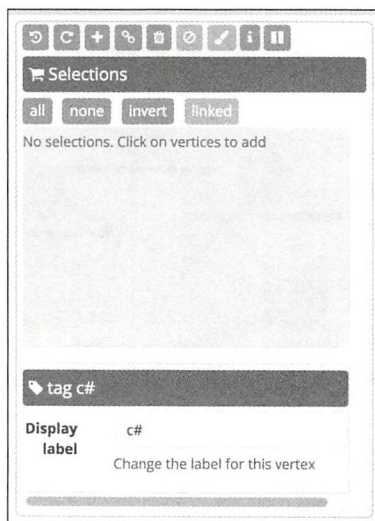 Selections
all none invert linked
No selections. Click on vertices to add
tag c#
Display label
c#
Change the label for this vertex